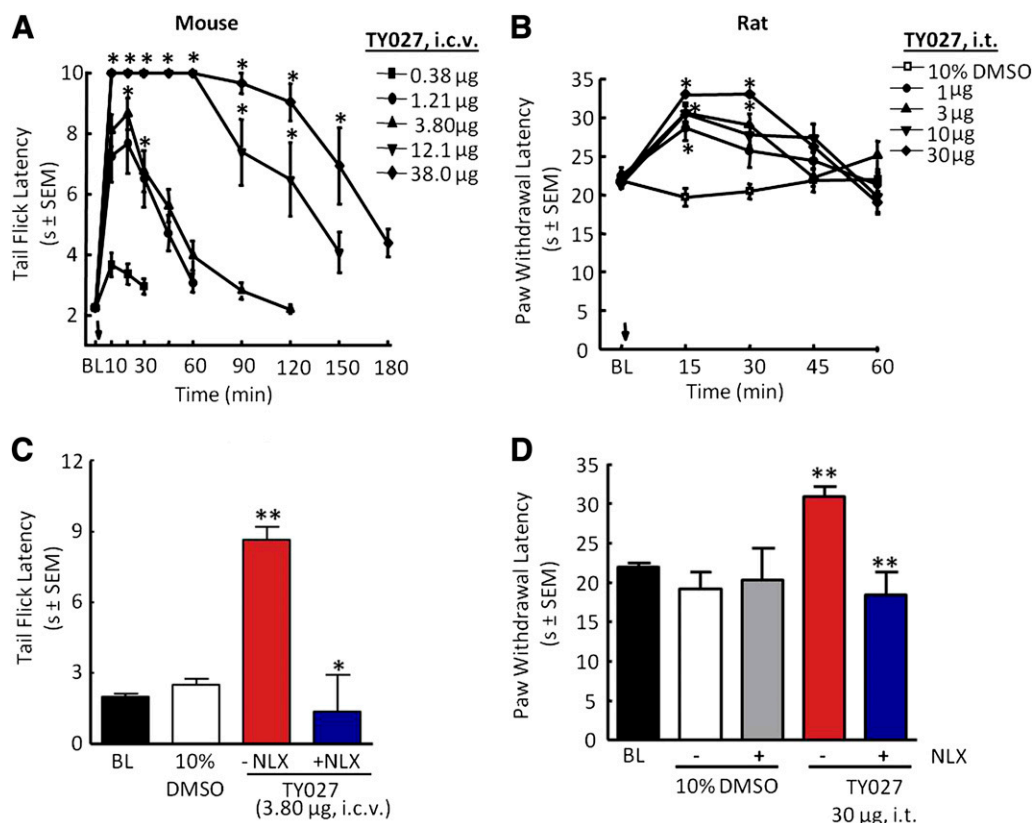 A
Mouse
TY027, i.c.v.
0.38 µg
1.21 µg
3.80µg
12.1 µg
38.0 µg
Tail Flick Latency
(s ± SEM)
10
8
6
4
2
* * * * *
*
*
*
*
*
*
BL 10 30 60 90 120 150 180
Time (min)
B
Rat
TY027, i.t.
10% DMSO
1 µg
3 µg
10 µg
30 µg
Paw Withdrawal Latency
(s ± SEM)
35
30
25
20
15
10
5
0
* *
* *
*
BL 15 30 45 60
Time (min)
C
Tail Flick Latency
(s ± SEM)
12
9
6
3
0
**
*
BL 10% - NLX +NLX
DMSO TY027
(3.80 µg, i.c.v.)
D
Paw Withdrawal Latency
(s ± SEM)
35
30
25
20
15
10
5
0
**
**
BL - + - + NLX
10% DMSO TY027
30 µg, i.t.